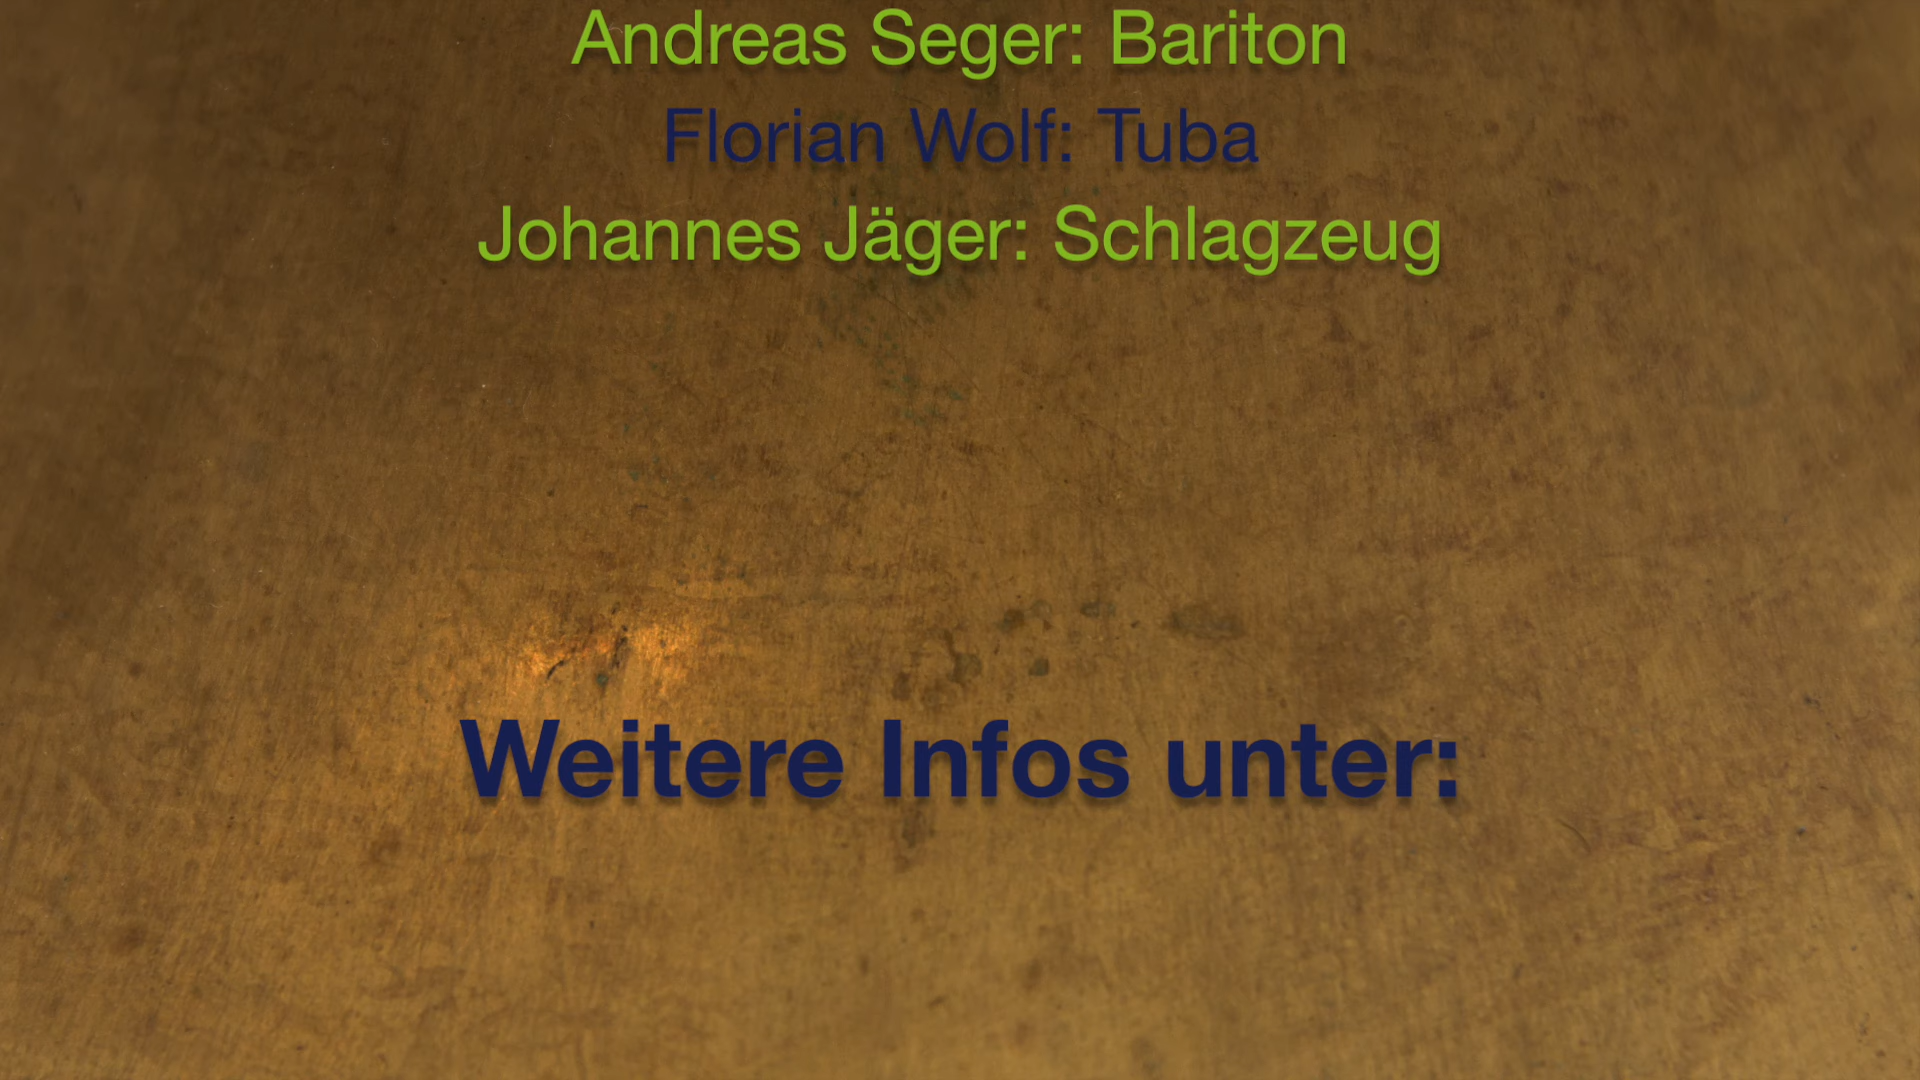 Andreas Seger: Bariton
Florian Wolf: Tuba
Johannes Jäger: Schlagzeug
Weitere Infos unter: